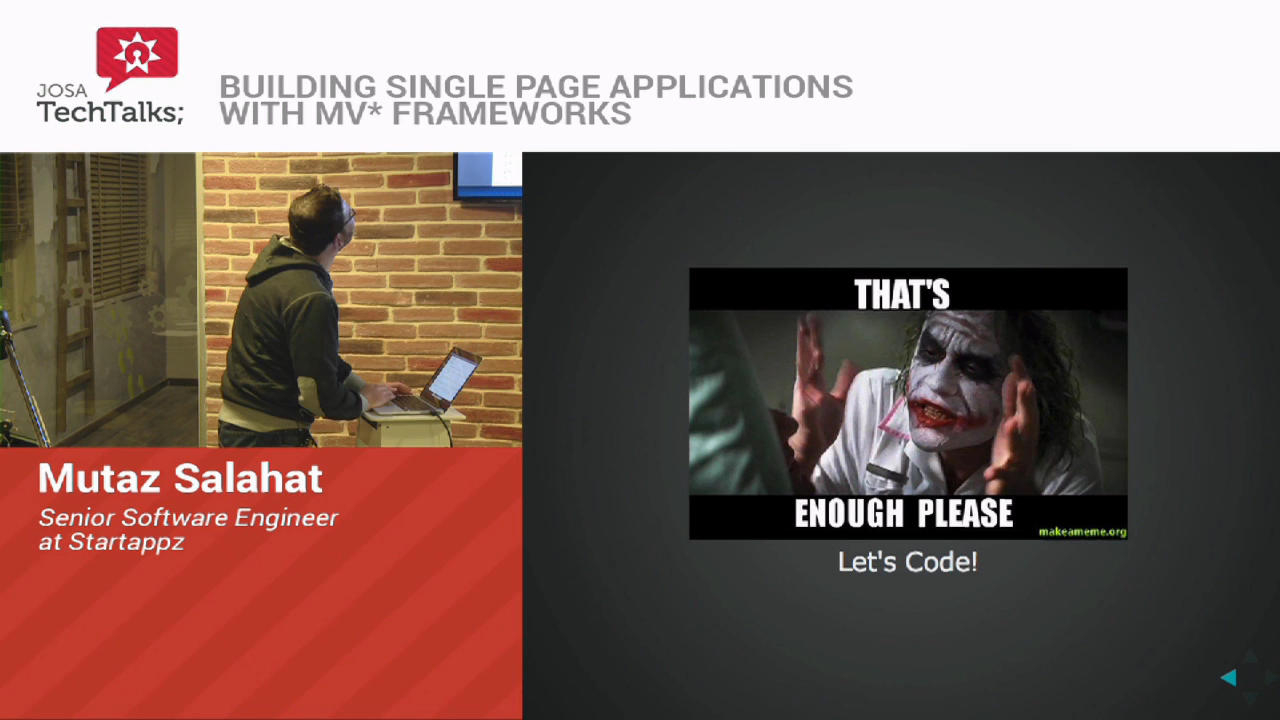 JOSA
TechTalks;
BUILDING SINGLE PAGE APPLICATIONS
WITH MV* FRAMEWORKS
Mutaz Salahat
Senior Software Engineer
at Startappz
THAT'S
ENOUGH PLEASE
makeameme.org
Let's Code!